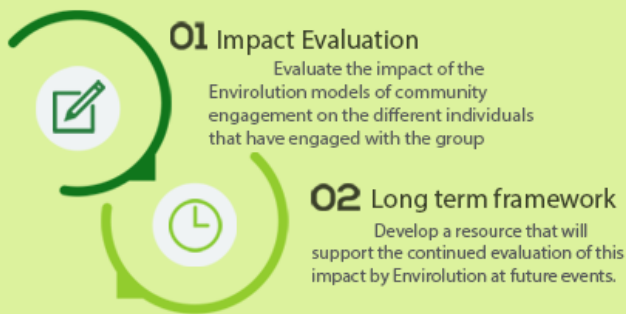 01 Impact Evaluation
Evaluate the impact of the
Envirolution models of community
engagement on the different individuals
that have engaged with the group
02 Long term framework
Develop a resource that will
support the continued evaluation of this
impact by Envirolution at future events.